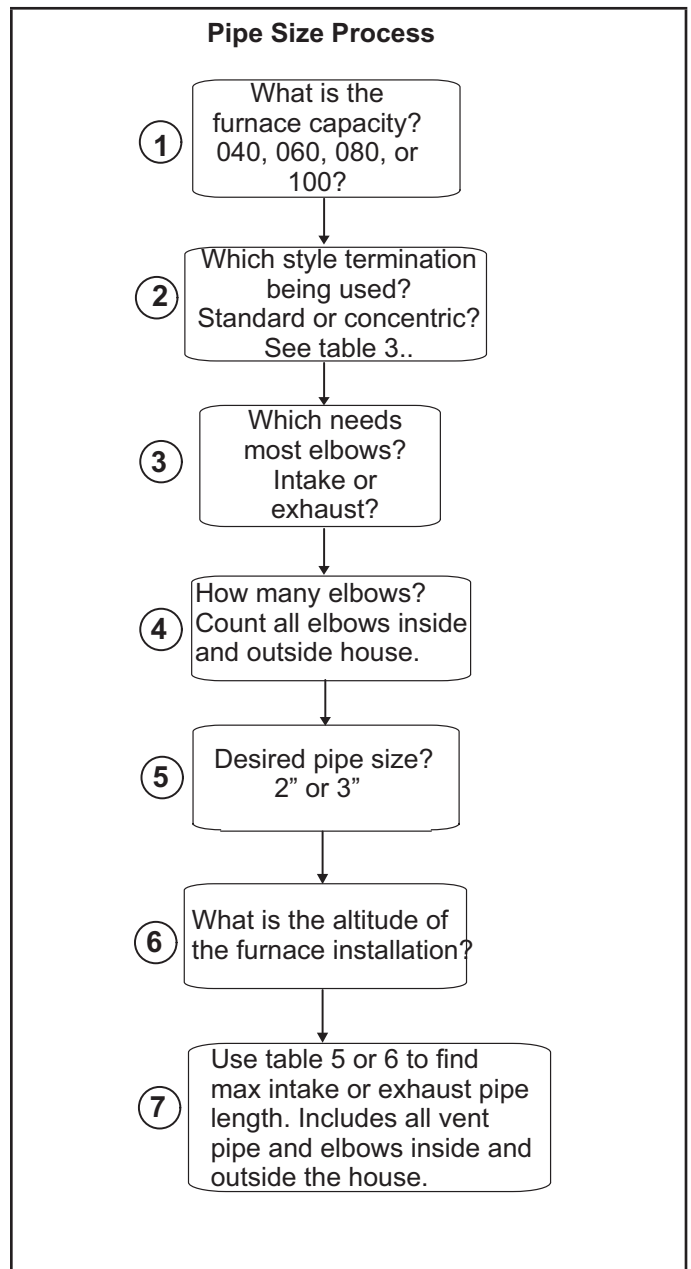 Pipe Size Process
1
What is the
furnace capacity?
040, 060, 080, or
100?
2
Which style termination
being used?
Standard or concentric?
See table 3..
3
Which needs
most elbows?
Intake or
exhaust?
4
How many elbows?
Count all elbows inside
and outside house.
5
Desired pipe size?
2” or 3”
6
What is the altitude of
the furnace installation?
7
Use table 5 or 6 to find
max intake or exhaust pipe
length. Includes all vent
pipe and elbows inside and
outside the house.